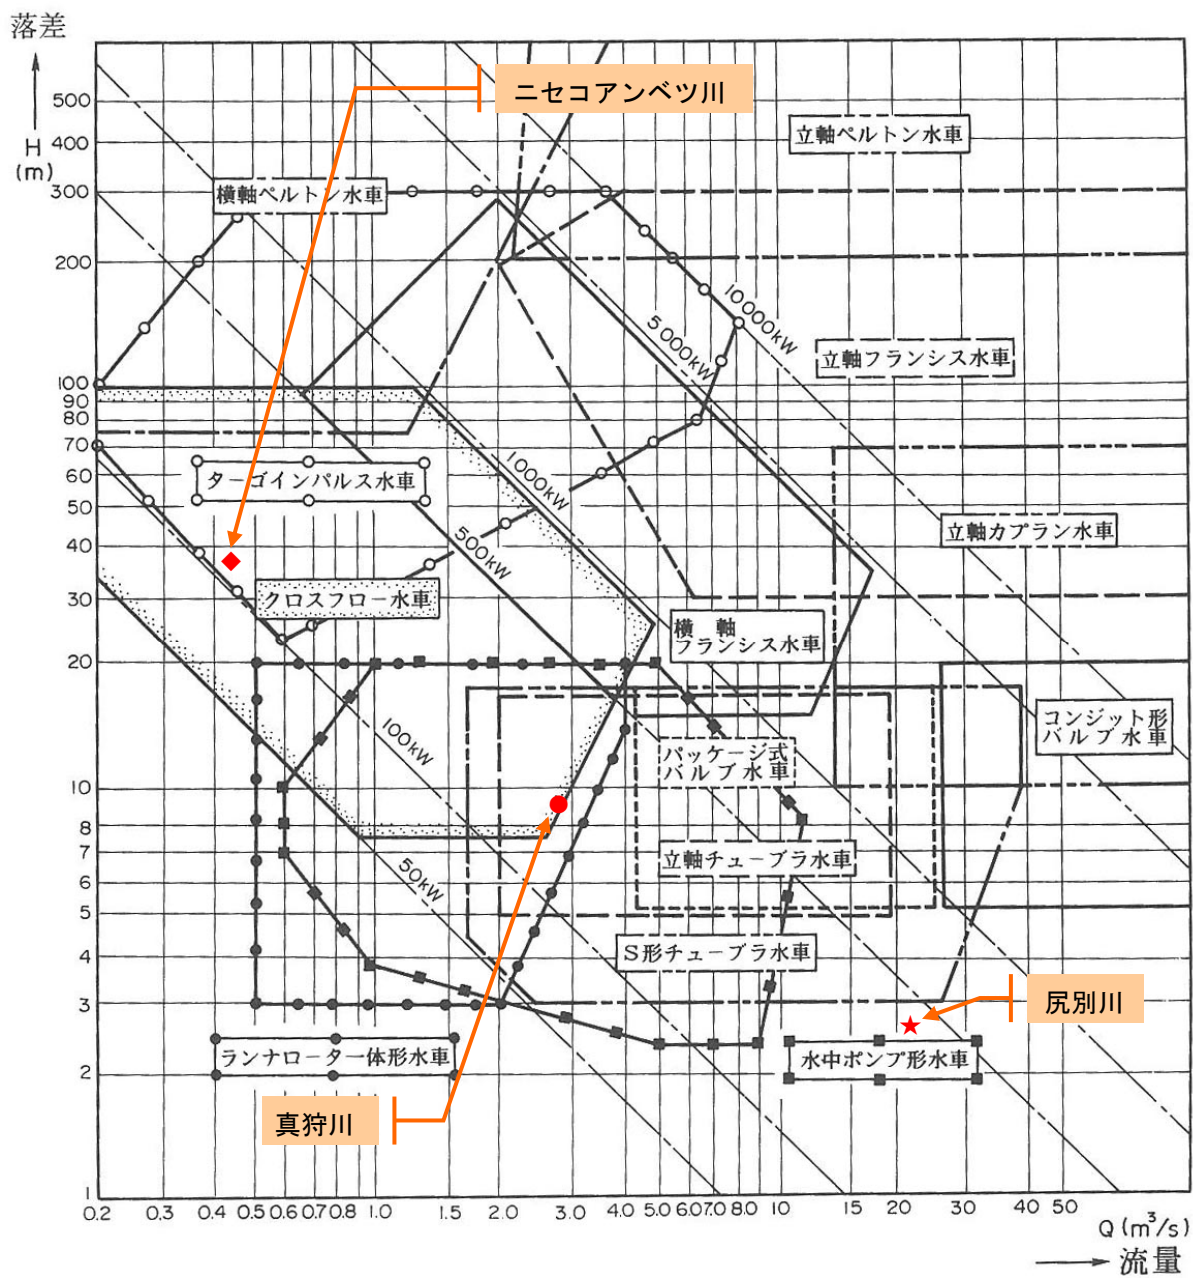 落差
H
(m)
500
400
300
200
100
90
80
70
60
50
40
30
20
10
8
7
6
5
4
3
2
1
ニセコアンベツ川
立軸ペルトン水車
横軸ペルトン水車
10000kW
5000kW
立軸フランシス水車
ターゴインパルス水車
1000kW
500kW
立軸カプラン水車
クロスフロー水車
横 軸
フランシス水車
100kW
パッケージ式
バルブ水車
コンジット形
バルブ水車
立軸チューブラ水車
50kW
S形チューブラ水車
尻別川
ランナロータ一体形水車
水中ポンプ形水車
真狩川
0.2 0.3 0.4 0.5 0.6 0.7 0.8 1.0 1.5 2.0 3.0 4.0 5.0 6.0 7.0 8.0 10 15 20 30 40 50
Q (m³/s)
流量